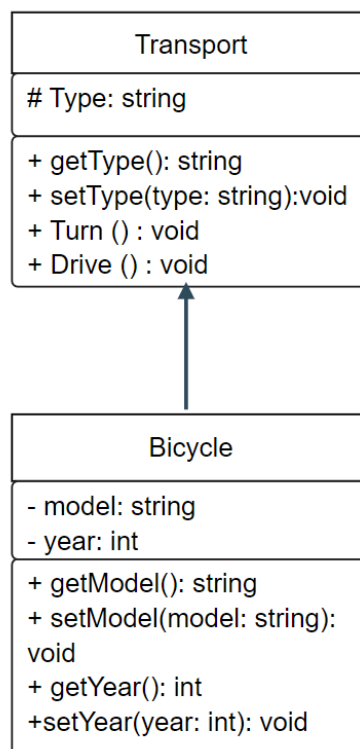 Transport
# Type: string
+ getType(): string
+ setType(type: string):void
+ Turn () : void
+ Drive () : void
Bicycle
- model: string
- year: int
+ getModel(): string
+ setModel(model: string):
void
+ getYear(): int
+setYear(year: int): void